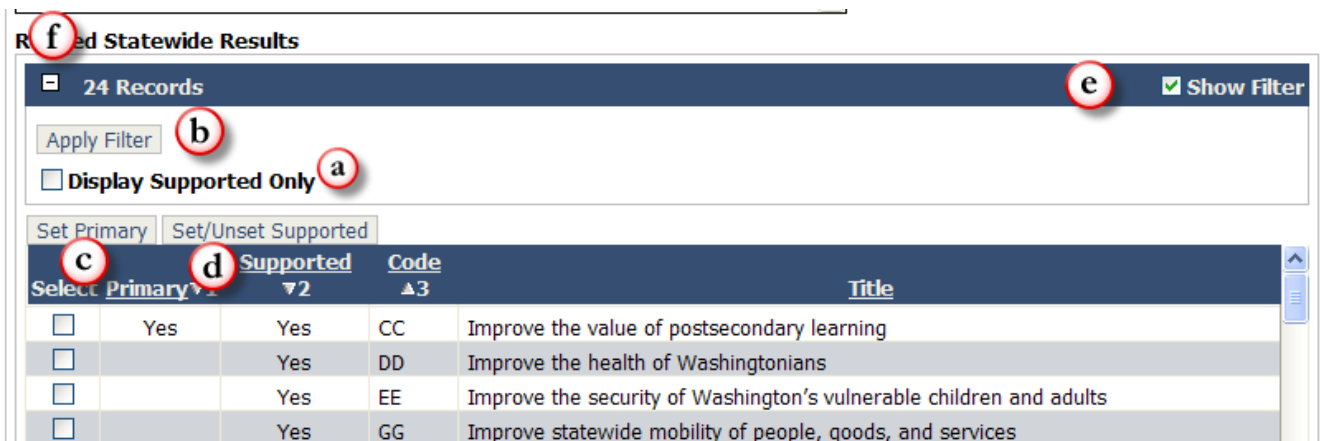 f
R ed Statewide Results
24 Records
e
Show Filter
Apply Filter
b
Display Supported Only
a
Set Primary Set/Unset Supported
c
d
Select Primary▼1 Supported ▼2 Code ▲3 Title
Yes Yes CC Improve the value of postsecondary learning
Yes DD Improve the health of Washingtonians
Yes EE Improve the security of Washington’s vulnerable children and adults
Yes GG Improve statewide mobility of people, goods, and services